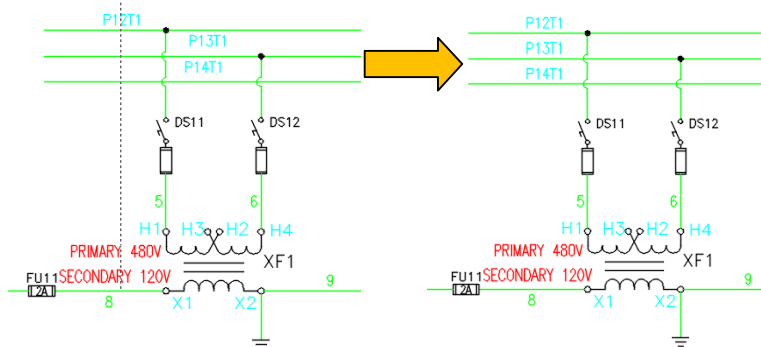 P12T1
P13T1
P14T1
DS11
DS12
5
6
H1
H3
H2
H4
PRIMARY 480V
XF1
SECONDARY 120V
FU11
2A
8
X1
X2
9
P12T1
P13T1
P14T1
DS11
DS12
5
6
H1
H3
H2
H4
PRIMARY 480V
XF1
SECONDARY 120V
FU11
2A
8
X1
X2
9